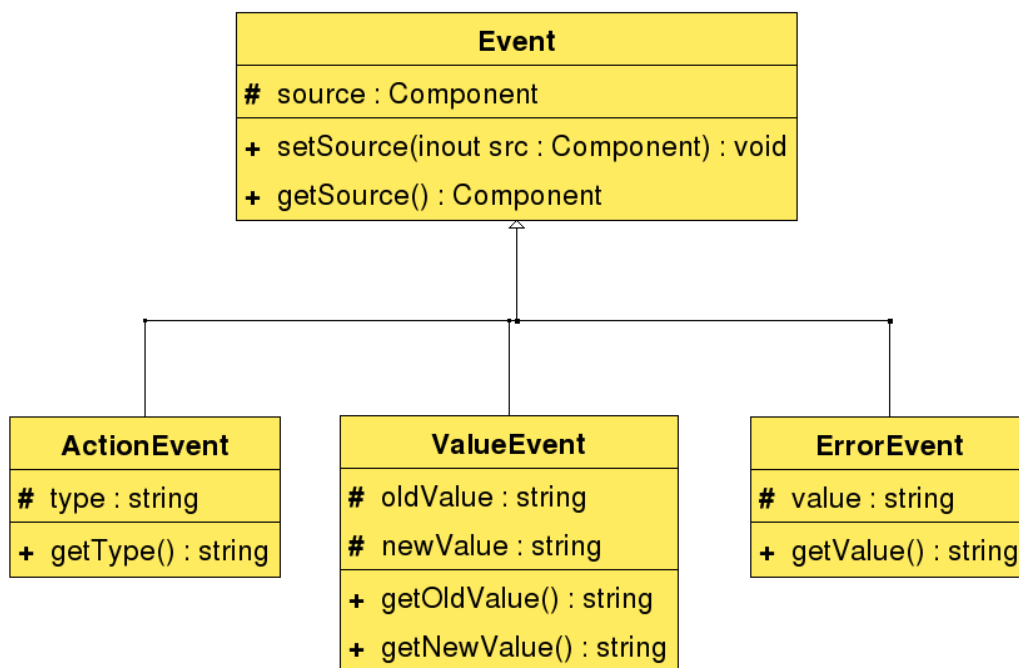 Event
# source : Component
+ setSource(inout src : Component) : void
+ getSource() : Component
ActionEvent
# type : string
+ getType() : string
ValueEvent
# oldValue : string
# newValue : string
+ getOldValue() : string
+ getNewValue() : string
ErrorEvent
# value : string
+ getValue() : string